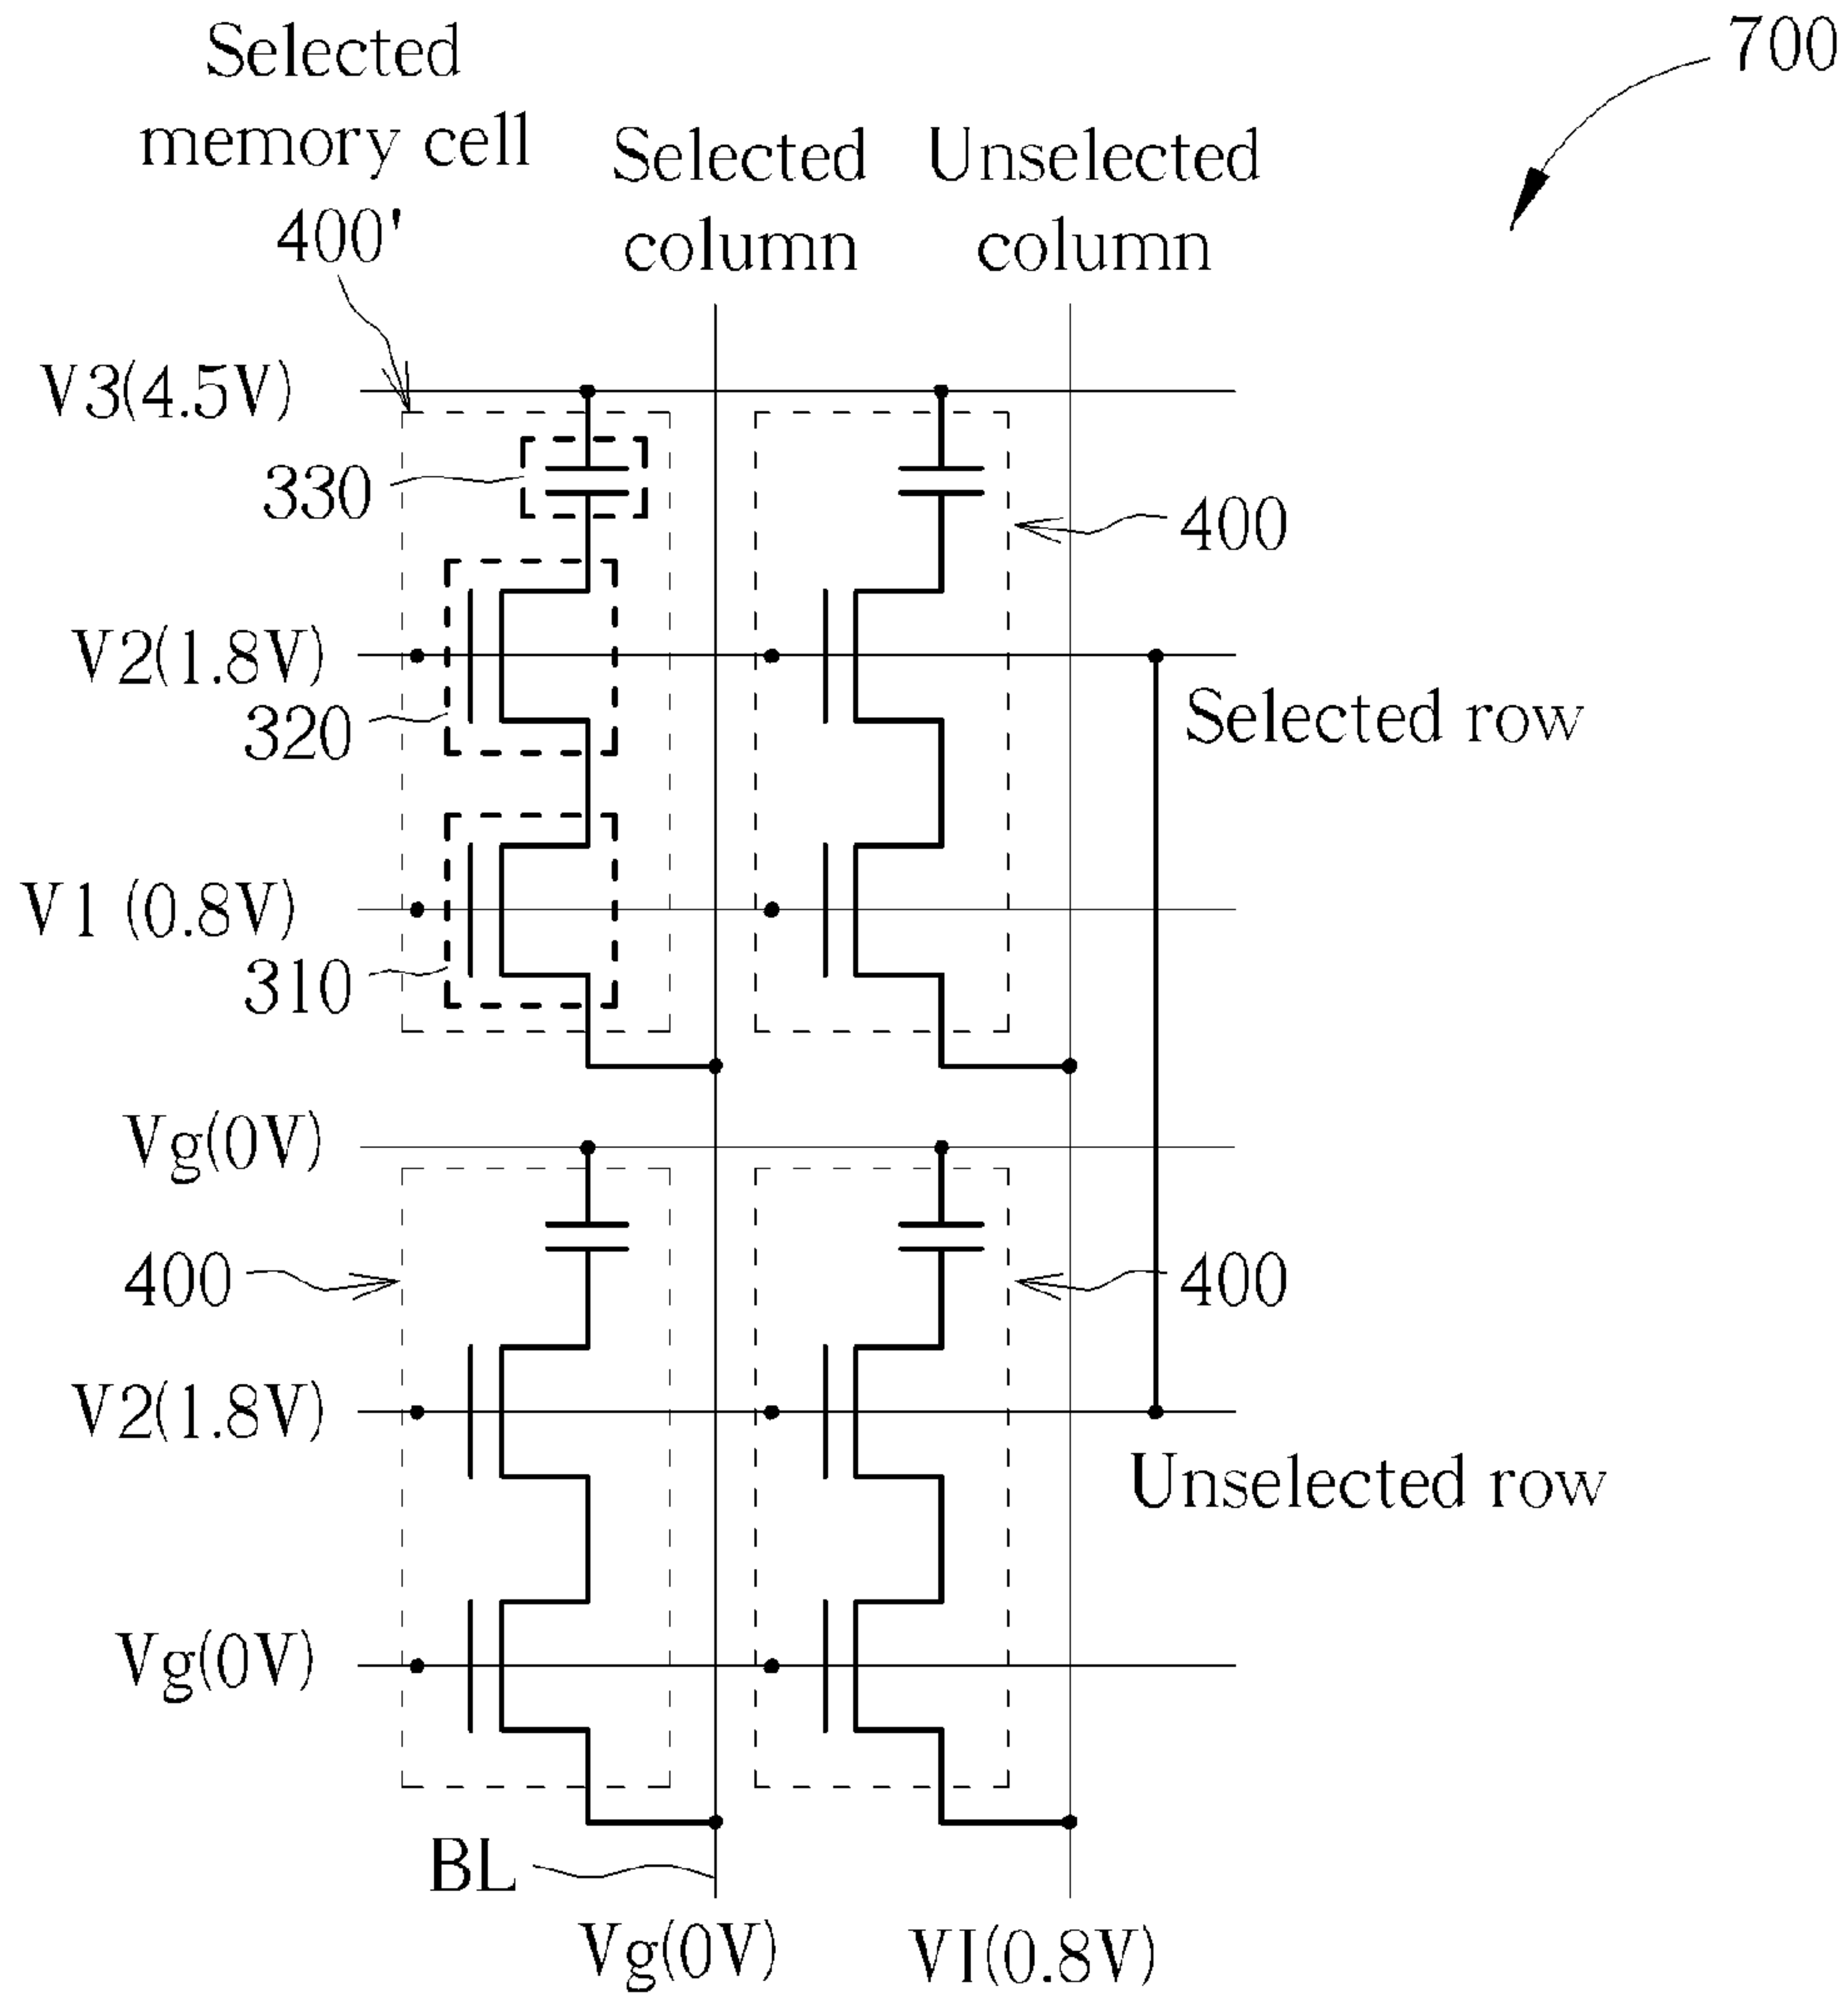 700
Selected
memory cell
400'
Selected
column
Unselected
column
V3(4.5V)
330
400
V2(1.8V)
320
Selected row
V1 (0.8V)
310
Vg(0V)
400
400
V2(1.8V)
Unselected row
Vg(0V)
BL
Vg(0V)
VI(0.8V)